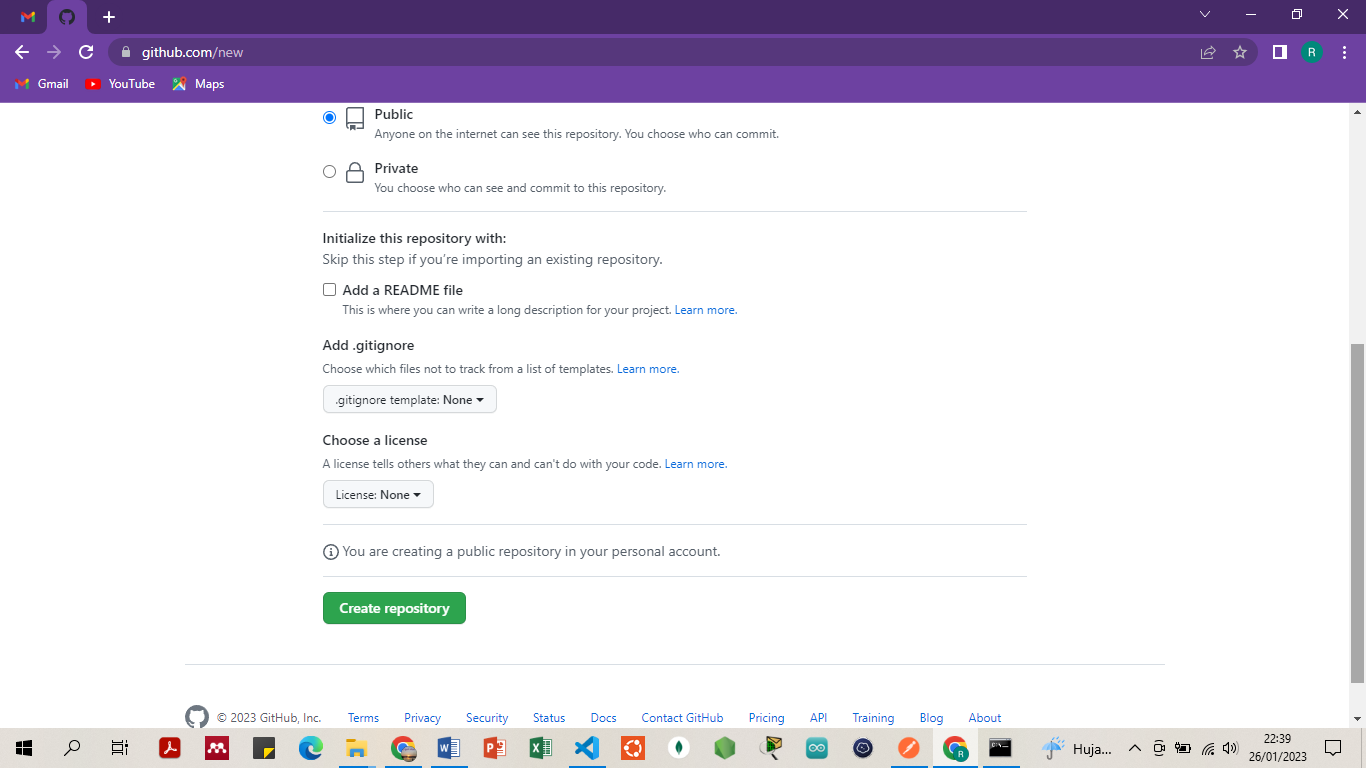 github.com/new
R
Gmail YouTube Maps
Public
Anyone on the internet can see this repository. You choose who can commit.
Private
You choose who can see and commit to this repository.
Initialize this repository with:
Skip this step if you're importing an existing repository.
Add a README file
This is where you can write a long description for your project. Learn more.
Add .gitignore
Choose which files not to track from a list of templates. Learn more.
.gitignore template: None
Choose a license
A license tells others what they can and can't do with your code. Learn more.
License: None
You are creating a public repository in your personal account.
Create repository
© 2023 GitHub, Inc. Terms Privacy Security Status Docs Contact GitHub Pricing API Training Blog About
Huja...
22:39
26/01/2023